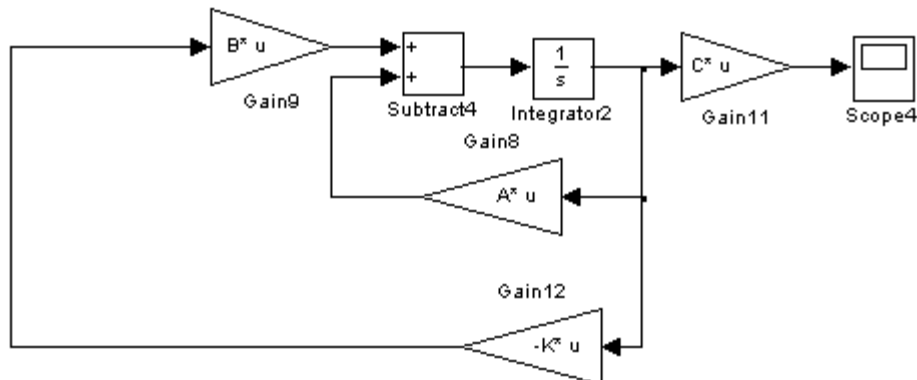 B* u
Gain9
+
+
Subtract4
1
s
Integrator2
C* u
Gain11
Scope4
Gain8
A* u
Gain12
-K* u